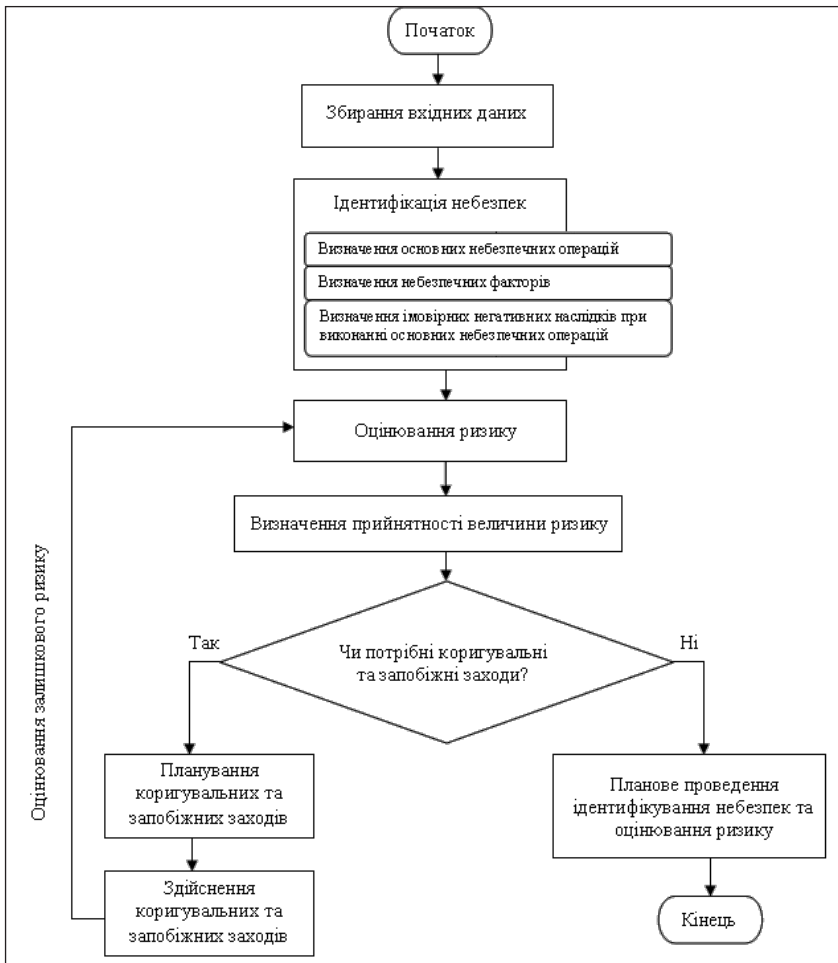 Початок
Збирання вхідних даних
Ідентифікація небезпек
Визначення основних небезпечних операцій
Визначення небезпечних факторів
Визначення імовірних негативних наслідків при
виконанні основних небезпечних операцій
Оцінювання ризику
Визначення прийнятності величини ризику
Чи потрібні коригувальні
та запобіжні заходи?
Так
Ні
Планування
коригувальних та
запобіжних заходів
Здійснення
коригувальних та
запобіжних заходів
Оцінювання залишкового ризику
Планове проведення
ідентифікування небезпек та
оцінювання ризику
Кінець